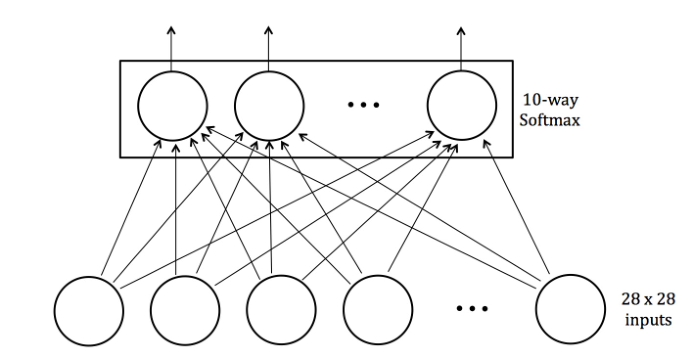 10-way
Softmax
28 x 28
inputs